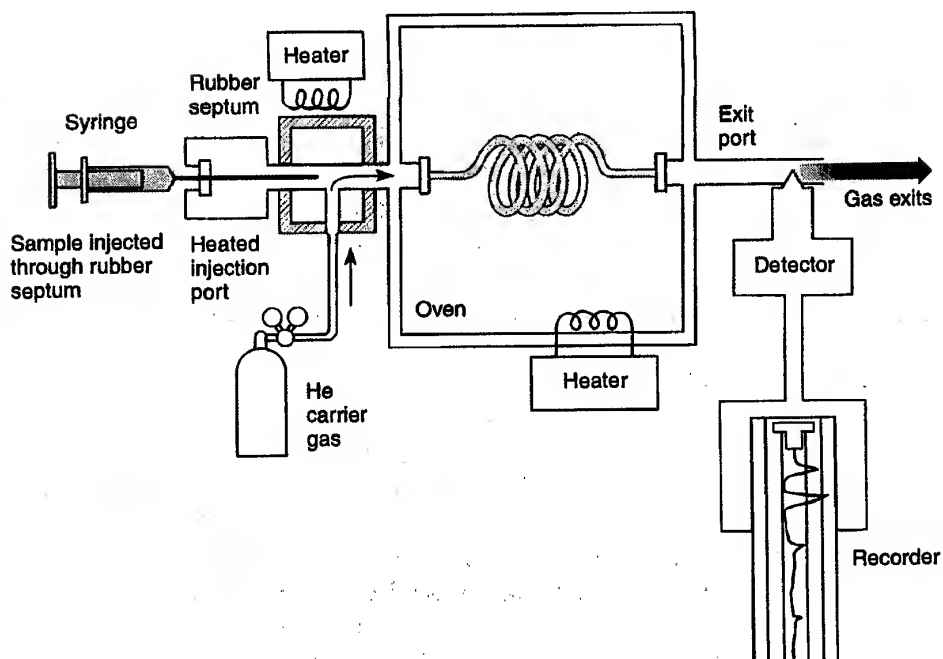 Heater
Rubber
septum
Syringe
Exit
port
Gas exits
Sample injected
through rubber
septum
Heated
injection
port
Detector
Oven
Heater
He
carrier
gas
Recorder